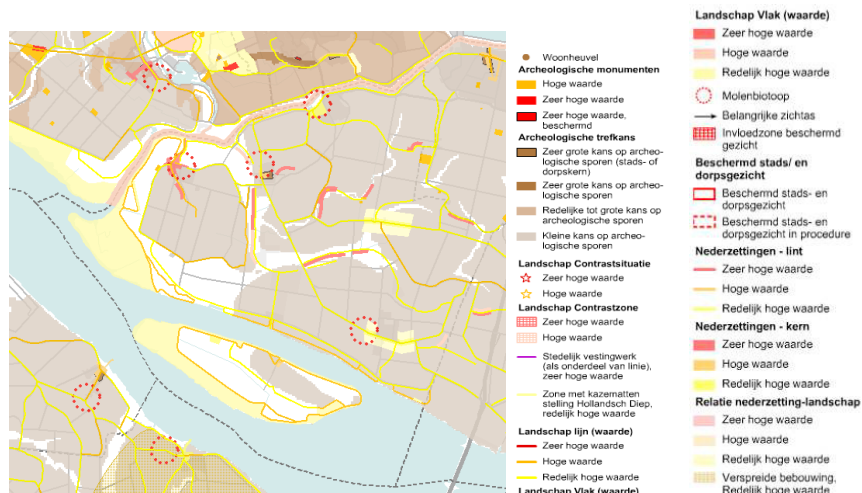 Woonheuvel
Archeologische monumenten
Hoge waarde
Zeer hoge waarde
Zeer hoge waarde,
beschermd
Archeologische trefkans
Zeer grote kans op archeo-
logische sporen (stads- of
dorpskern)
Zeer grote kans op archeo-
logische sporen
Redelijke tot grote kans op
archeologische sporen
Kleine kans op archeo-
logische sporen
Landschap Contrastsituatie
Zeer hoge waarde
Hoge waarde
Landschap Contrastzone
Zeer hoge waarde
Hoge waarde
Stedelijk vestingwerk
(als onderdeel van linie),
zeer hoge waarde
Zone met kazematten
stelling Hollandsch Diep,
redelijk hoge waarde
Landschap lijn (waarde)
Zeer hoge waarde
Hoge waarde
Redelijk hoge waarde
Landschap Vlak (waarde)
Landschap Vlak (waarde)
Zeer hoge waarde
Hoge waarde
Redelijk hoge waarde
Molenbiotoop
Belangrijke zichtas
Invloedzone beschermd
gezicht
Beschermd stads/ en
dorpsgezicht
Beschermd stads- en
dorpsgezicht
Beschermd stads- en
dorpsgezicht in procedure
Nederzettingen - lint
Zeer hoge waarde
Hoge waarde
Redelijk hoge waarde
Nederzettingen - kern
Zeer hoge waarde
Hoge waarde
Redelijk hoge waarde
Relatie nederzetting-landschap
Zeer hoge waarde
Hoge waarde
Redelijk hoge waarde
Verspreide bebouwing,
Redelijk hoge waarde